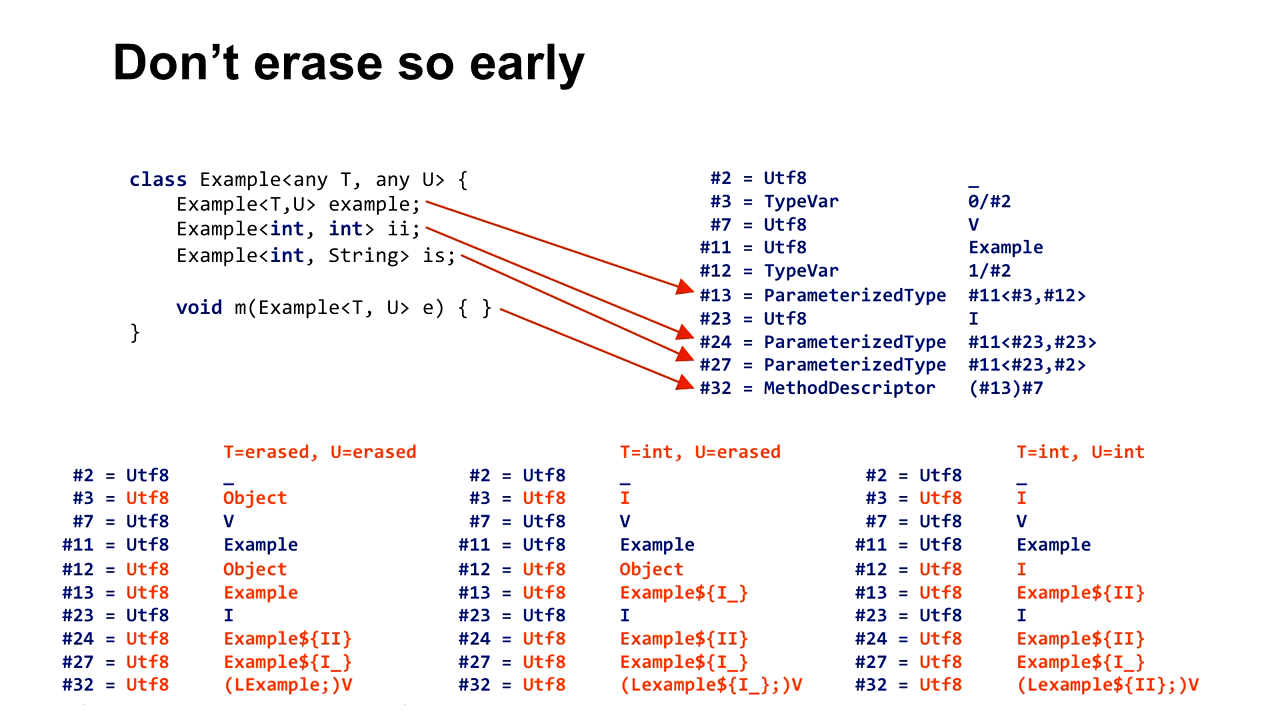 Don’t erase so early
class Example<any T, any U> {
Example<T,U> example;
Example<int, int> ii;
Example<int, String> is;
void m(Example<T, U> e) { }
}
#2 = Utf8 _
#3 = TypeVar 0/#2
#7 = Utf8 V
#11 = Utf8 Example
#12 = TypeVar 1/#2
#13 = ParameterizedType #11<#3,#12>
#23 = Utf8 I
#24 = ParameterizedType #11<#23,#23>
#27 = ParameterizedType #11<#23,#2>
#32 = MethodDescriptor (#13)#7
T=erased, U=erased
#2 = Utf8 _
#3 = Utf8 Object
#7 = Utf8 V
#11 = Utf8 Example
#12 = Utf8 Object
#13 = Utf8 Example
#23 = Utf8 I
#24 = Utf8 Example${II}
#27 = Utf8 Example${I_}
#32 = Utf8 (LExample;)V
T=int, U=erased
#2 = Utf8 _
#3 = Utf8 I
#7 = Utf8 V
#11 = Utf8 Example
#12 = Utf8 Object
#13 = Utf8 Example${I_}
#23 = Utf8 I
#24 = Utf8 Example${II}
#27 = Utf8 Example${I_}
#32 = Utf8 (Lexample${I_};)V
T=int, U=int
#2 = Utf8 _
#3 = Utf8 I
#7 = Utf8 V
#11 = Utf8 Example
#12 = Utf8 I
#13 = Utf8 Example${II}
#23 = Utf8 I
#24 = Utf8 Example${II}
#27 = Utf8 Example${I_}
#32 = Utf8 (Lexample${II};)V